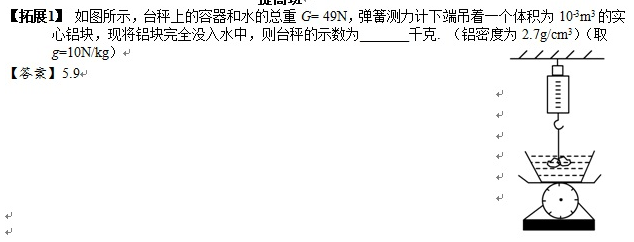 提高班↵
【拓展1】 如图所示，台秤上的容器和水的总重 G= 49N，弹簧测力计下端吊着一个体积为 10⁻³m³ 的实
心铝块，现将铝块完全没入水中，则台秤的示数为______千克.（铝密度为 2.7g/cm³）（取
g=10N/kg）↵
【答案】5.9↵